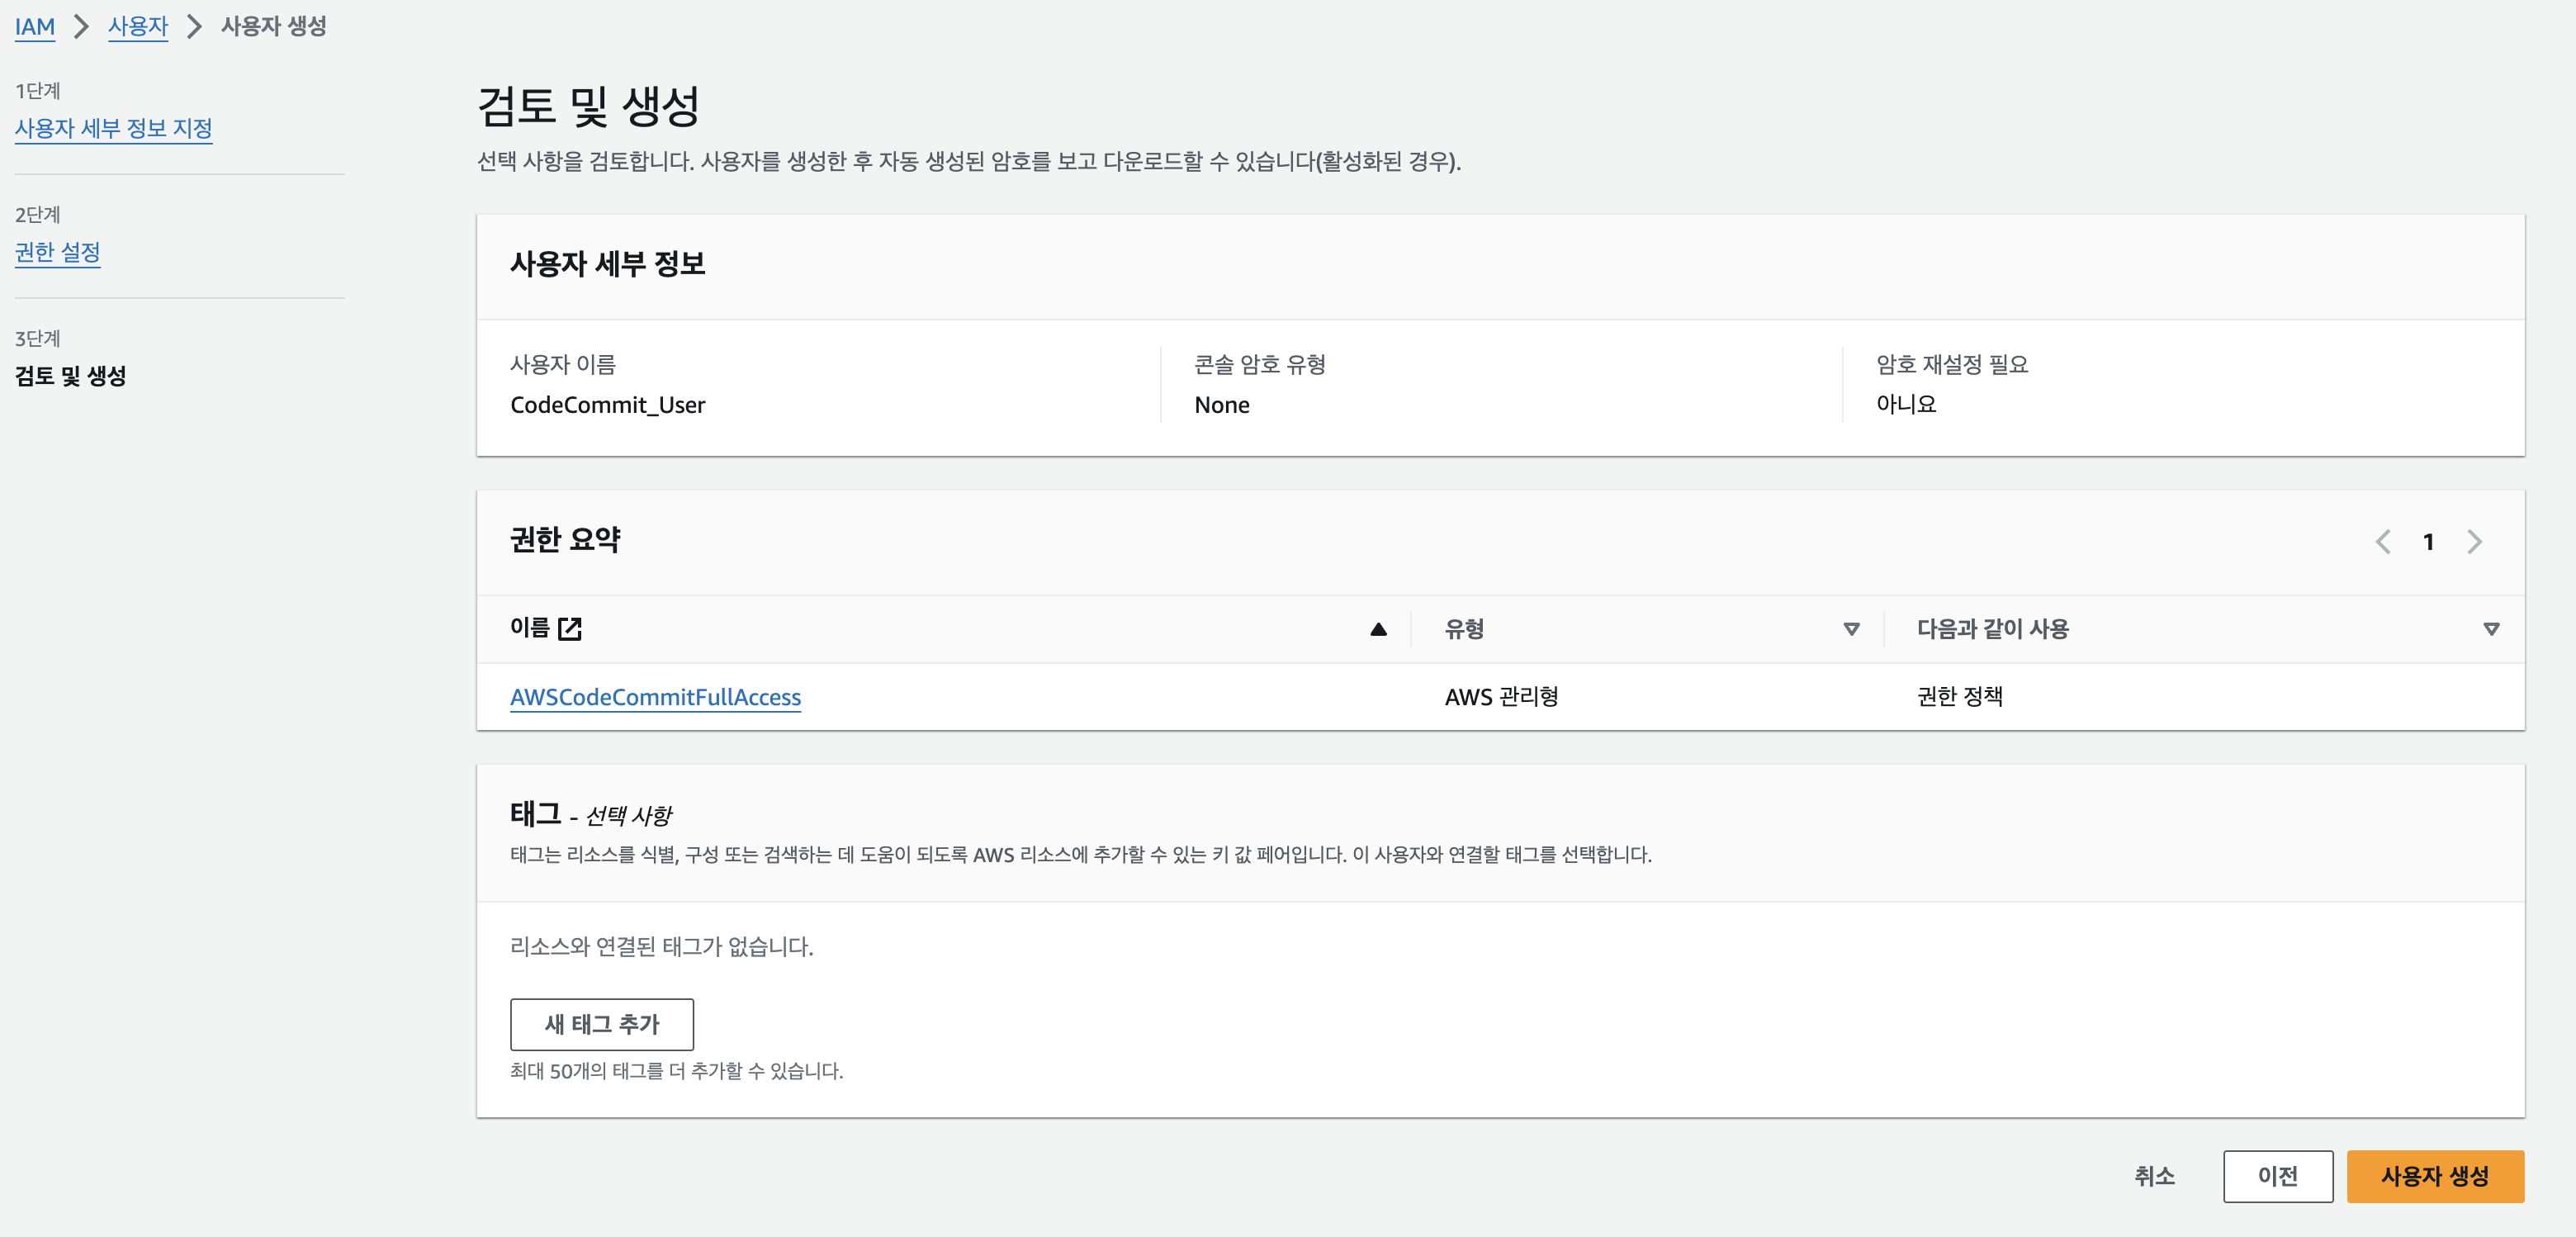 IAM > 사용자 > 사용자 생성
1단계
사용자 세부 정보 지정
2단계
권한 설정
3단계
검토 및 생성
검토 및 생성
선택 사항을 검토합니다. 사용자를 생성한 후 자동 생성된 암호를 보고 다운로드할 수 있습니다(활성화된 경우).
사용자 세부 정보
사용자 이름
CodeCommit_User
콘솔 암호 유형
None
암호 재설정 필요
아니요
권한 요약
1
이름 유형 다음과 같이 사용
AWSCodeCommitFullAccess AWS 관리형 권한 정책
태그 - 선택 사항
태그는 리소스를 식별, 구성 또는 검색하는 데 도움이 되도록 AWS 리소스에 추가할 수 있는 키 값 페어입니다. 이 사용자와 연결할 태그를 선택합니다.
리소스와 연결된 태그가 없습니다.
새 태그 추가
최대 50개의 태그를 더 추가할 수 있습니다.
취소 이전 사용자 생성